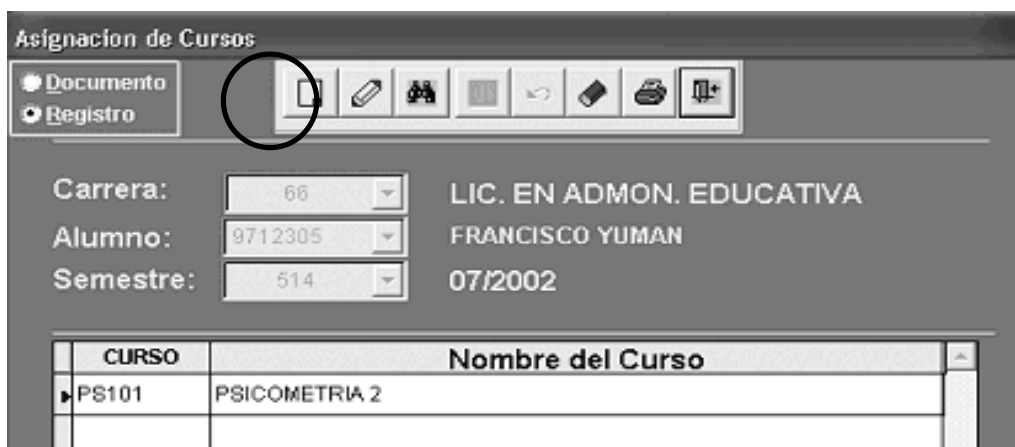 Asignacion de Cursos
Documento
Registro
Carrera: 66 LIC. EN ADMON. EDUCATIVA
Alumno: 9712305 FRANCISCO YUMAN
Semestre: 514 07/2002
CURSO Nombre del Curso
PS101 PSICOMETRIA 2